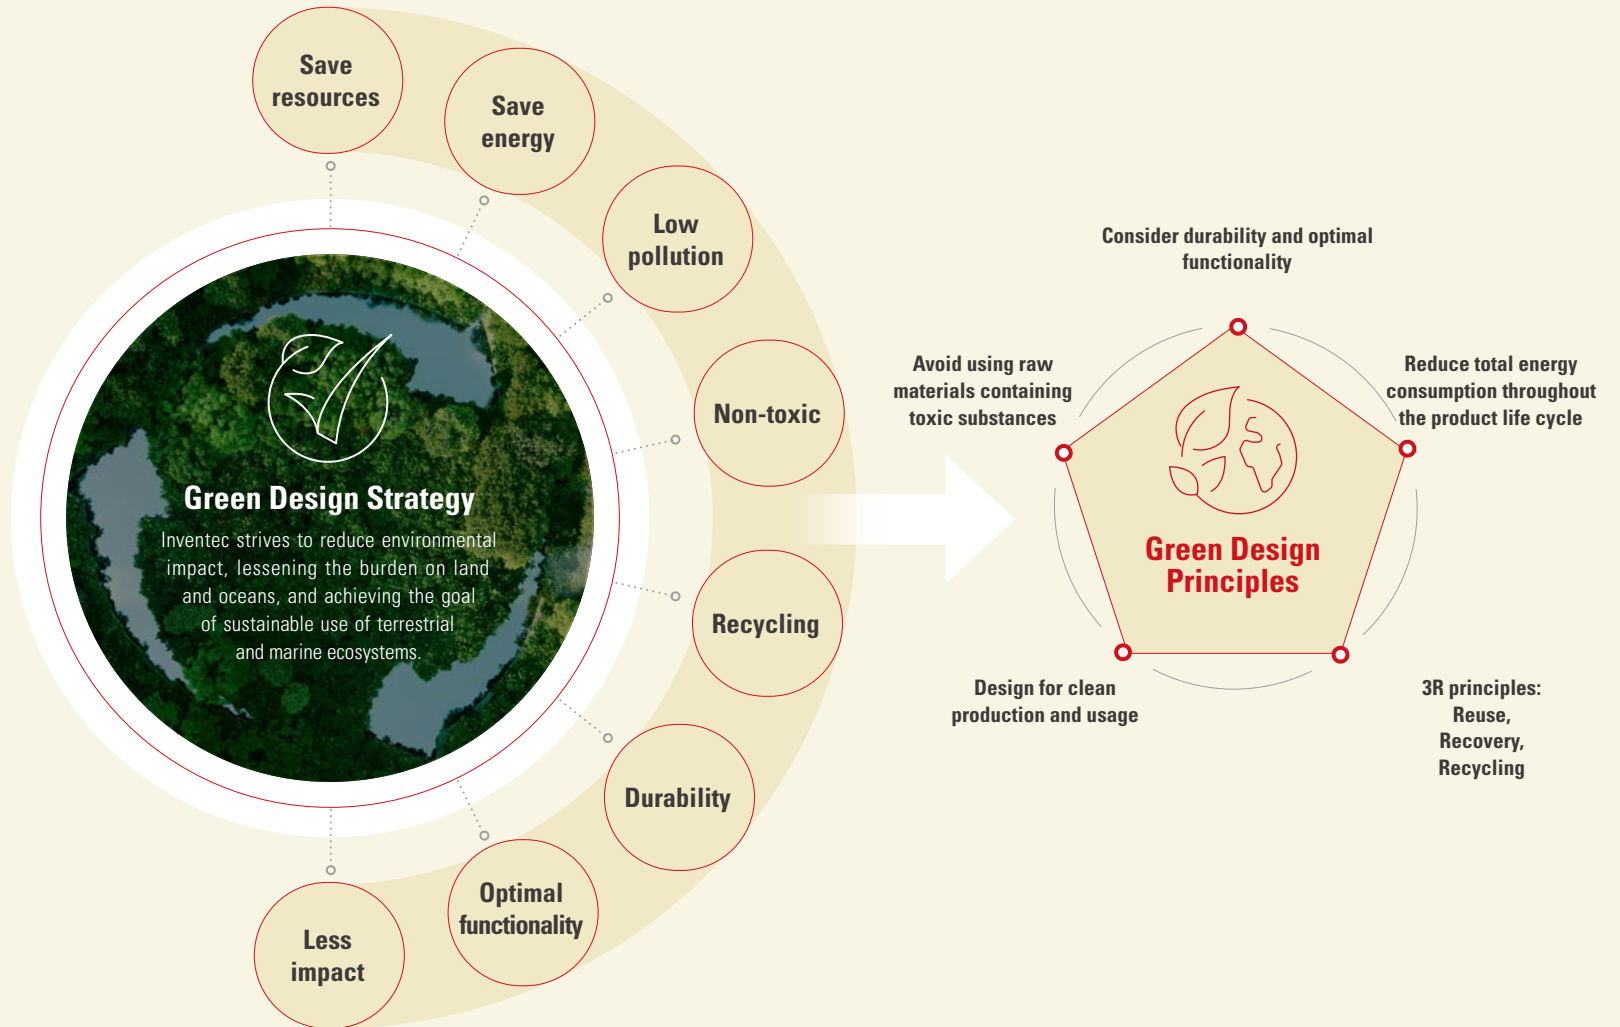 Save
resources
Save
energy
Low
pollution
Non-toxic
Recycling
Durability
Optimal
functionality
Less
impact
Green Design Strategy
Inventec strives to reduce environmental
impact, lessening the burden on land
and oceans, and achieving the goal
of sustainable use of terrestrial
and marine ecosystems.
Consider durability and optimal
functionality
Avoid using raw
materials containing
toxic substances
Reduce total energy
consumption throughout
the product life cycle
Green Design
Principles
Design for clean
production and usage
3R principles:
Reuse,
Recovery,
Recycling